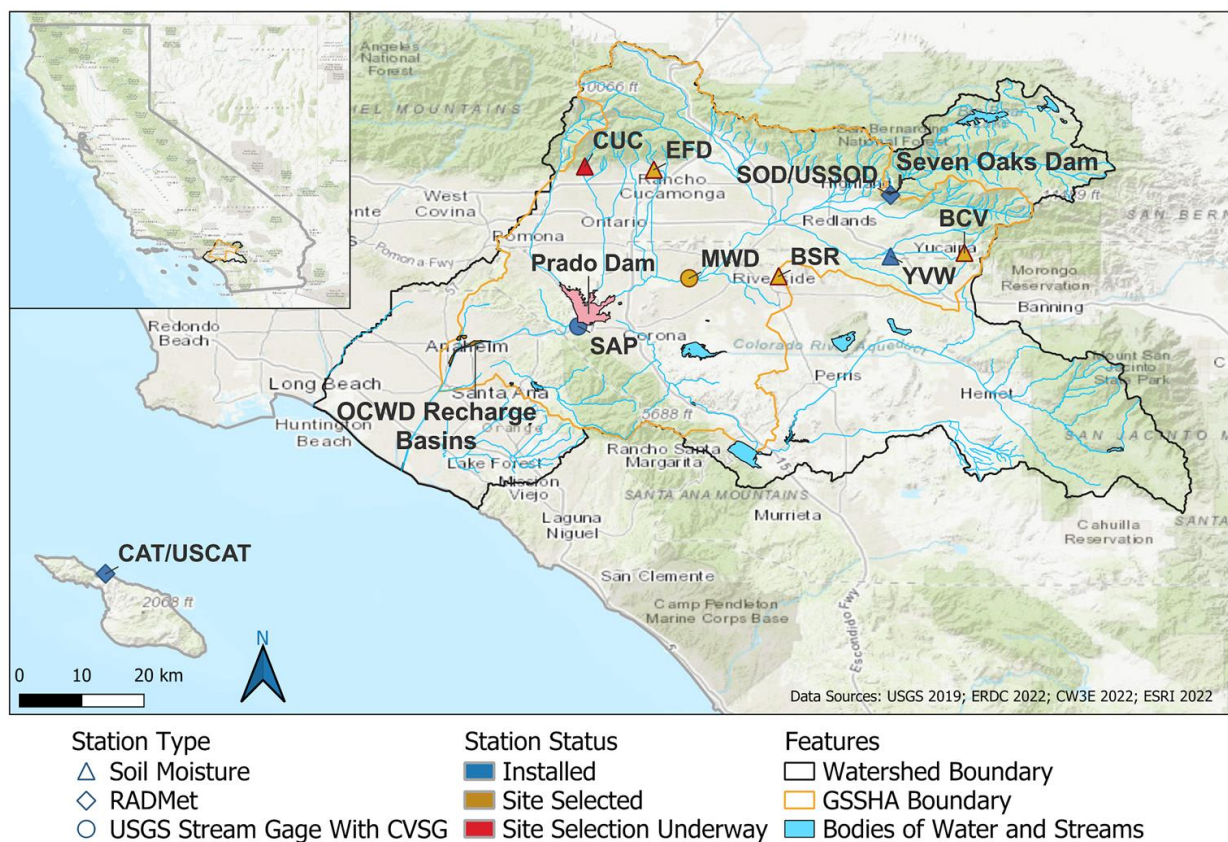 Angeles
National
Forest
0066 ft
HEL MOUNTAINS
CUC
EFD
San Bernardino
National Forest
Seven Oaks Dam
SOD/USSOD
Highland
West
Covina
Rancho
Cucamonga
Ontario
Redlands
SAN BER
Pomona
BCV
Yucaipa
Pomona Fwy
Prado Dam
MWD
BSR
YVW
Riverside
Morongo
Reservation
Banning
Redondo
Beach
SAP
Corona
Anaheim
Colorado River Aqueduct
Mount San
Jacinto
State Park
Perris
Long Beach
Santa Ana
Hemet
OCWD Recharge
Basins
Orange
5688 ft
Huntington
Beach
SAN JACINTO M
Rancho Santa
Margarita
15
Lake Forest
Mission
Viejo
SANTA ANA MOUNTAINS
Laguna
Niguel
Murrieta
Cahuilla
Reservation
SANTA
CAT/USCAT
2068 ft
San Clemente
Camp Pendleton
Marine Corps Base
5
Escondido Fwy
N
0 10 20 km
Data Sources: USGS 2019; ERDC 2022; CW3E 2022; ESRI 2022
Station Type
Soil Moisture
RADMet
USGS Stream Gage With CVSG
Station Status
Installed
Site Selected
Site Selection Underway
Features
Watershed Boundary
GSSHA Boundary
Bodies of Water and Streams